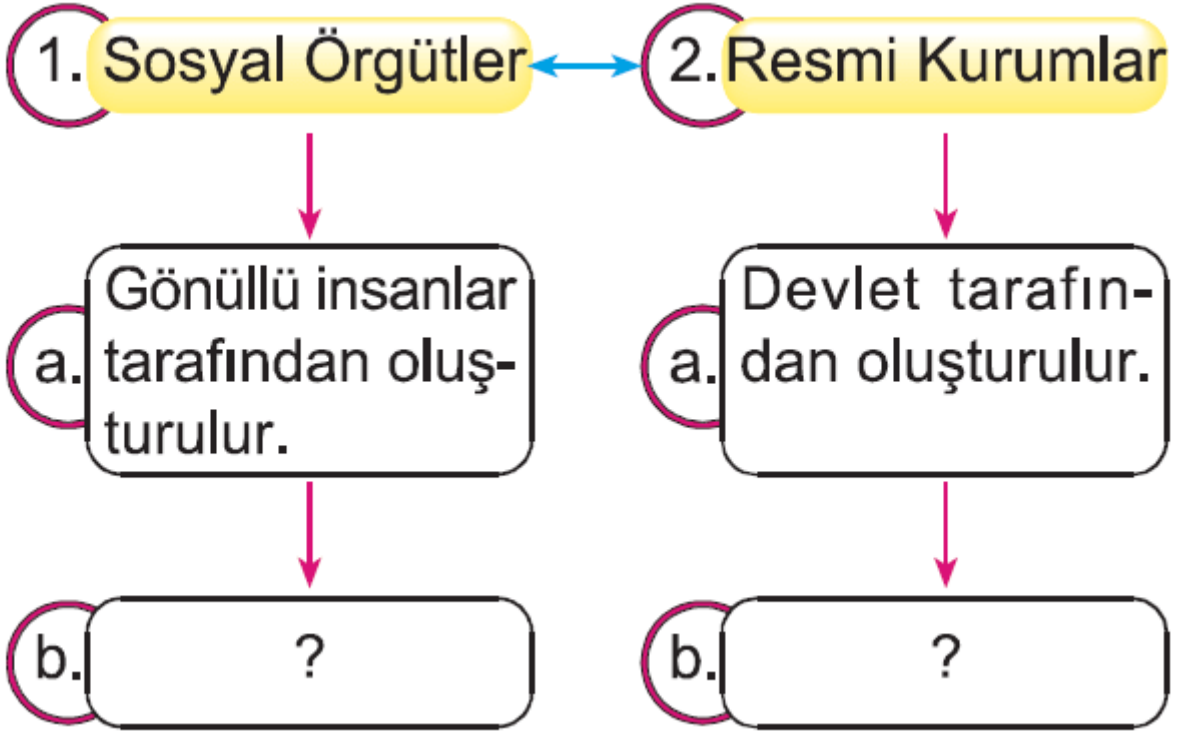 1. Sosyal Örgütler
2. Resmi Kurumlar
a. Gönüllü insanlar
tarafından oluş-
turulur.
a. Devlet tarafın-
dan oluşturulur.
b. ?
b. ?